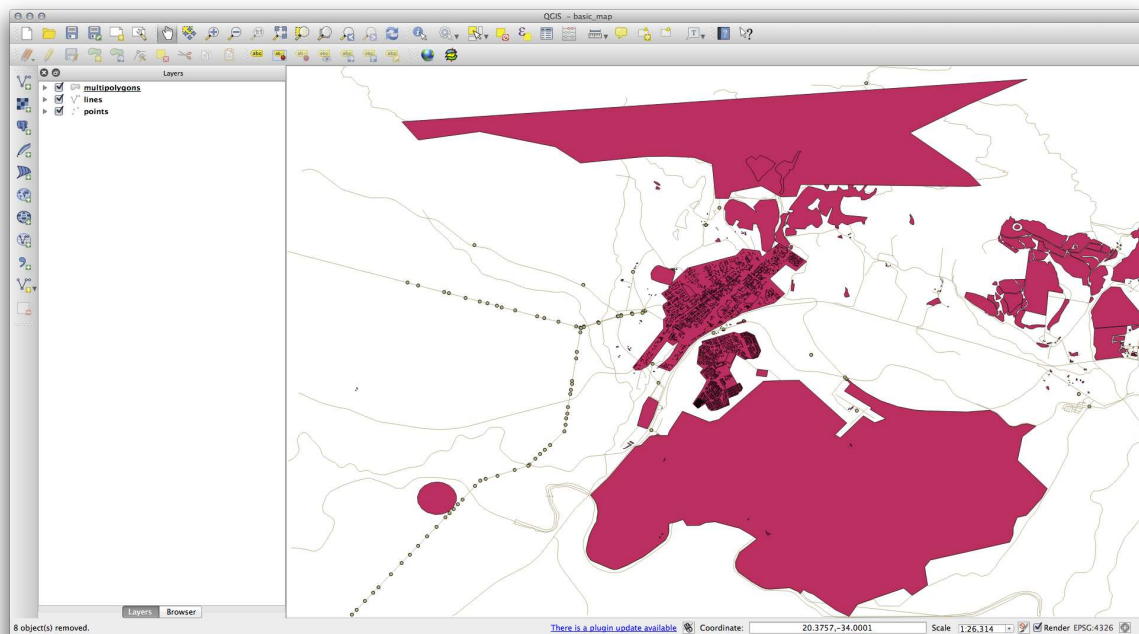 QGIS - basic_map
Layers
multipolygons
lines
points
Layers Browser
8 object(s) removed.
There is a plugin update available
Coordinate: 20.3757,-34.0001
Scale 1:26,314
Render EPSG:4326